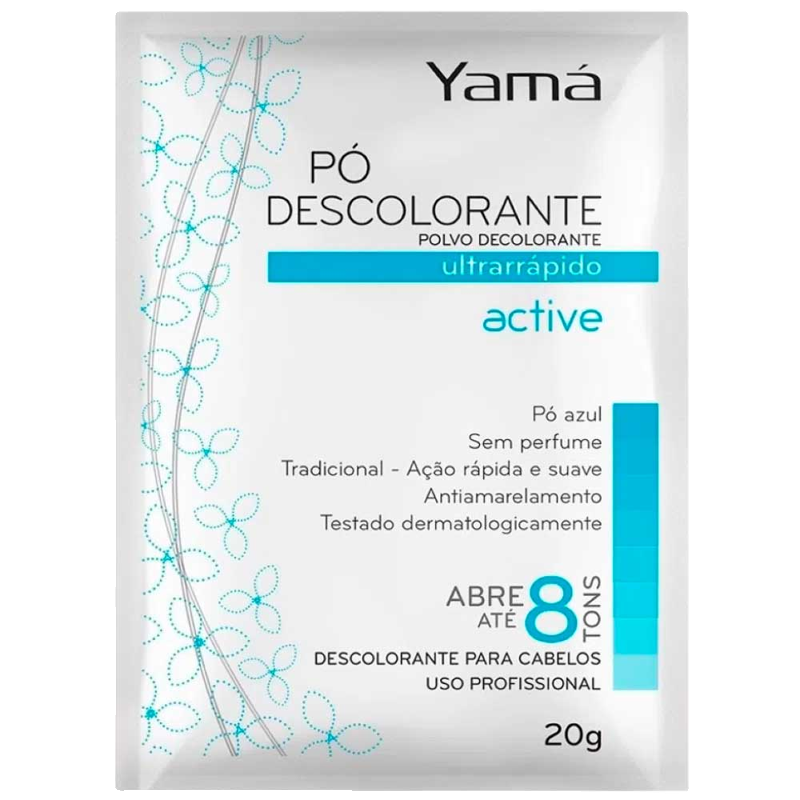 Yamá
PÓ
DESCOLORANTE
POLVO DECOLORANTE
ultrarrápido
active
Pó azul
Sem perfume
Tradicional - Ação rápida e suave
Antiamarelamento
Testado dermatologicamente
ABRE
ATÉ 8 TONS
DESCOLORANTE PARA CABELOS
USO PROFISSIONAL
20g